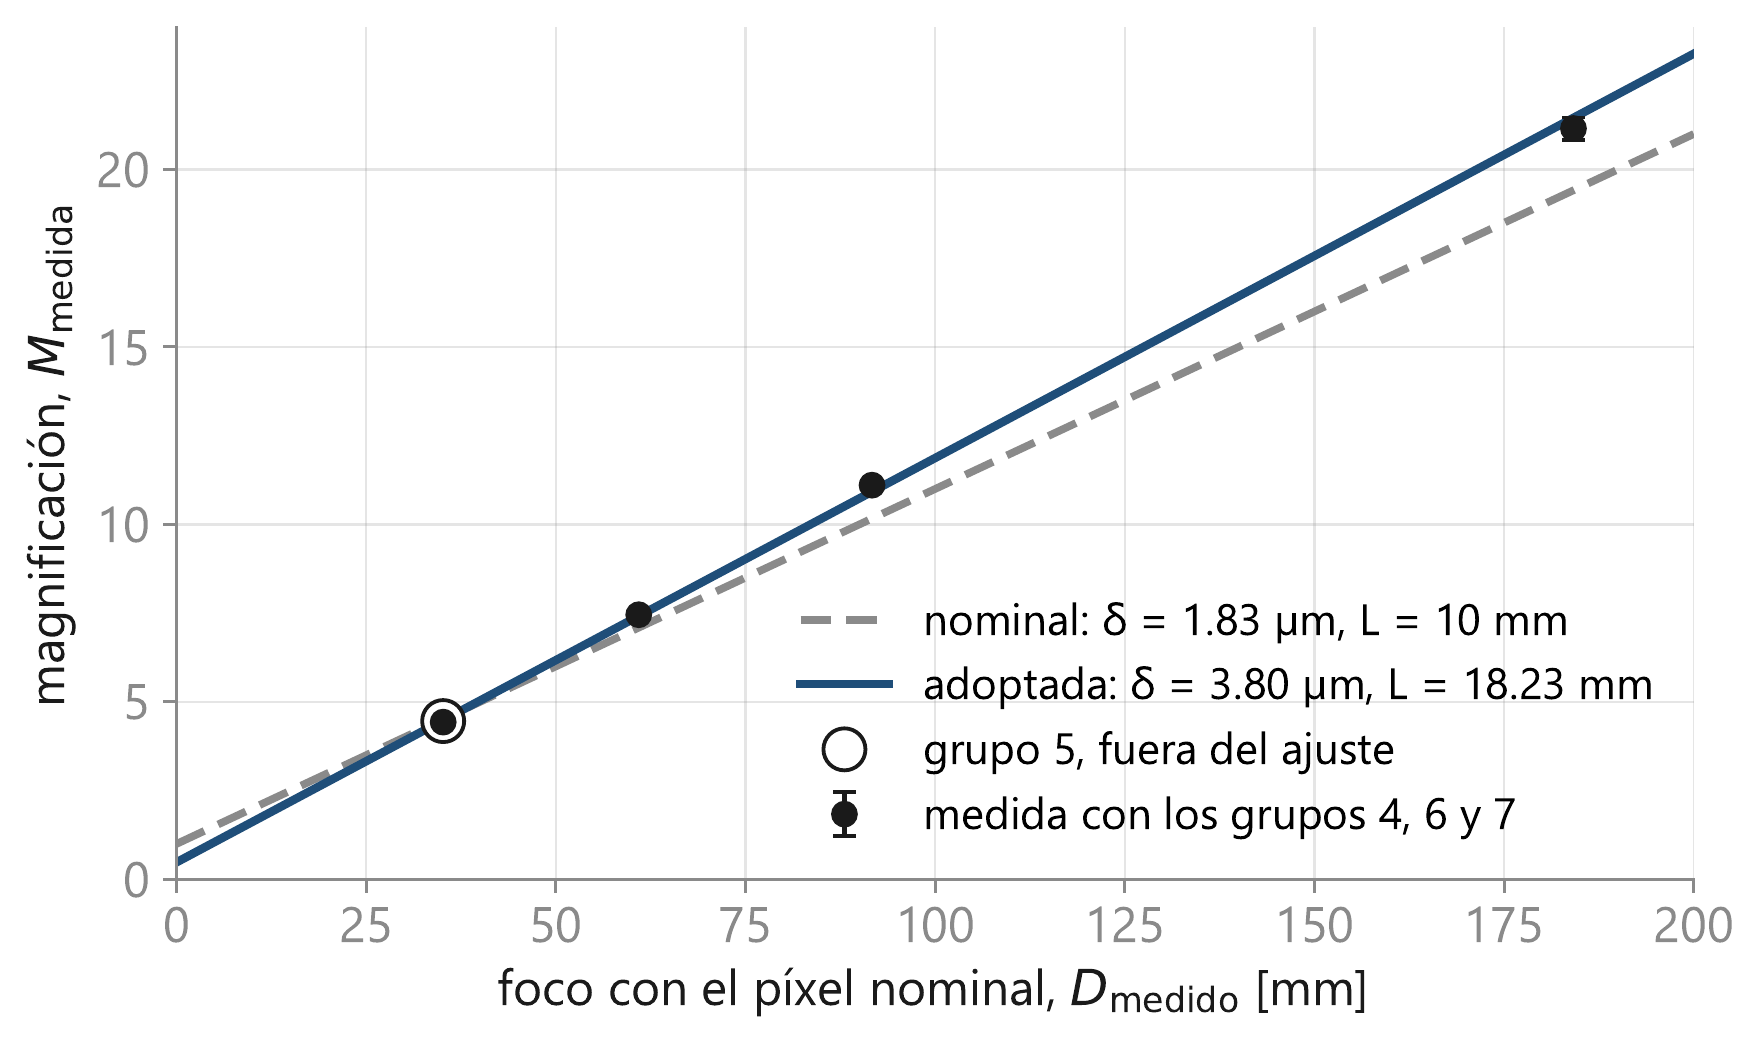 magnificación, Mmedida
20
15
10
5
0
nominal: δ = 1.83 µm, L = 10 mm
adoptada: δ = 3.80 µm, L = 18.23 mm
grupo 5, fuera del ajuste
medida con los grupos 4, 6 y 7
0 25 50 75 100 125 150 175 200
foco con el píxel nominal, Dmedido [mm]